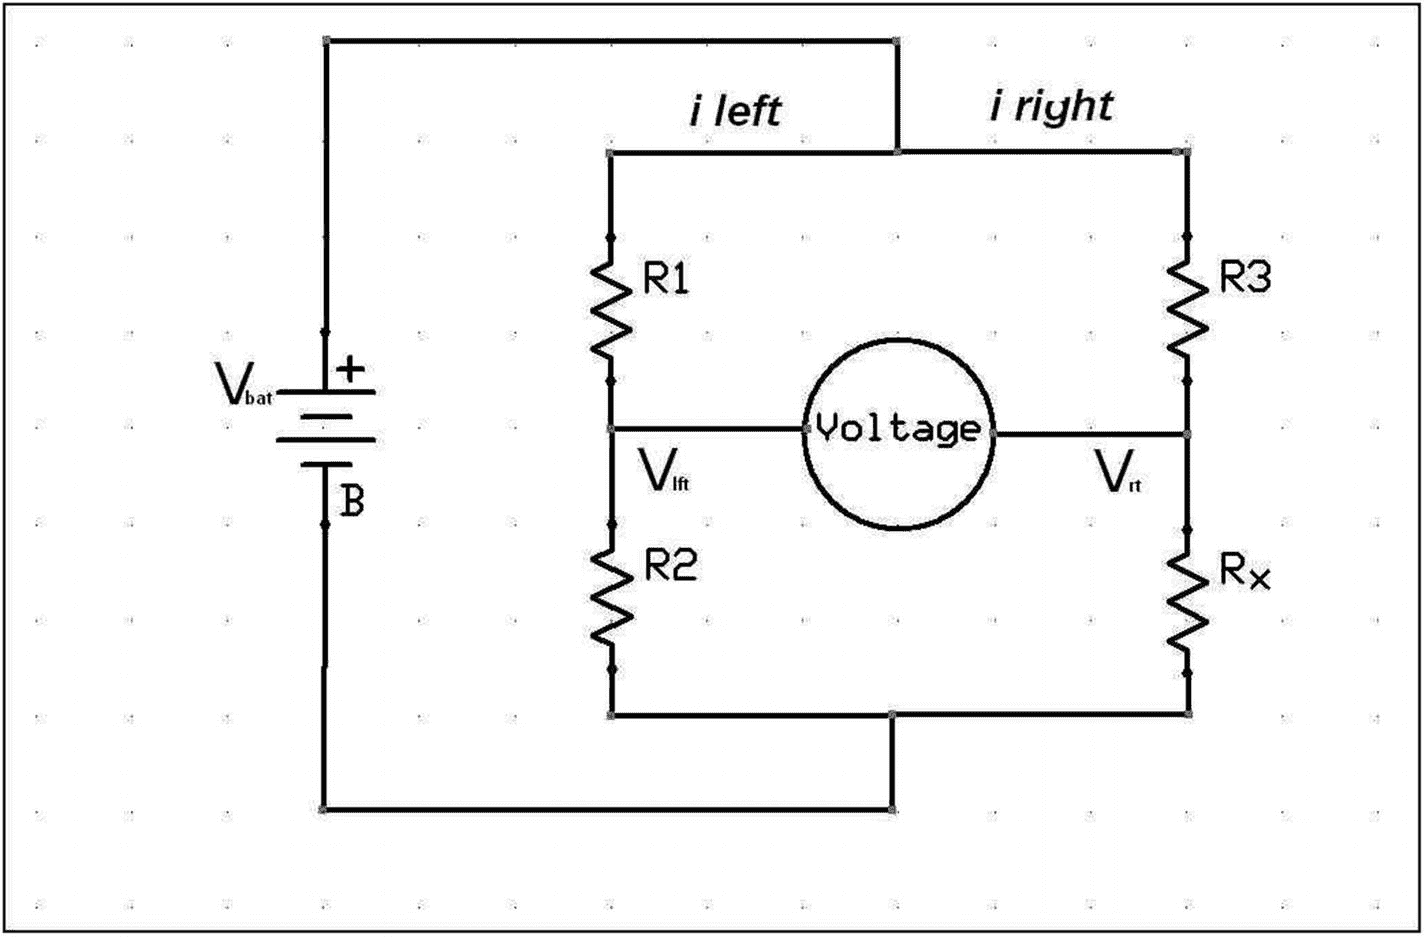 i left
i right
R1
R3
+
Vbat
Voltage
Vlft
Vrt
B
R2
Rx